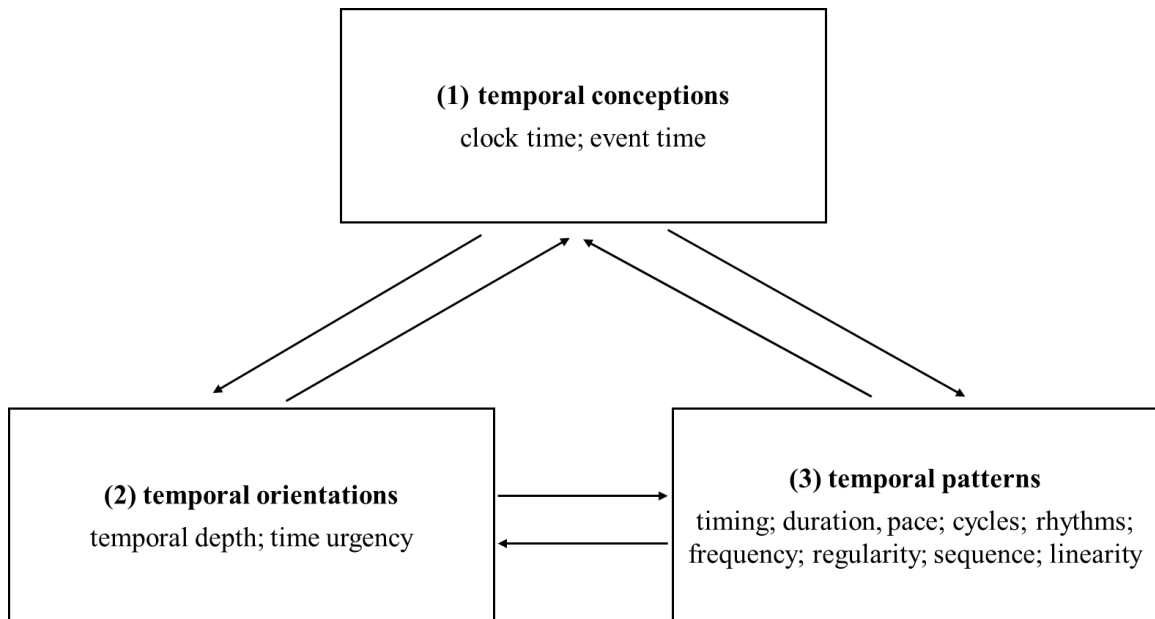 (1) temporal conceptions
clock time; event time
(2) temporal orientations
temporal depth; time urgency
(3) temporal patterns
timing; duration, pace; cycles; rhythms;
frequency; regularity; sequence; linearity